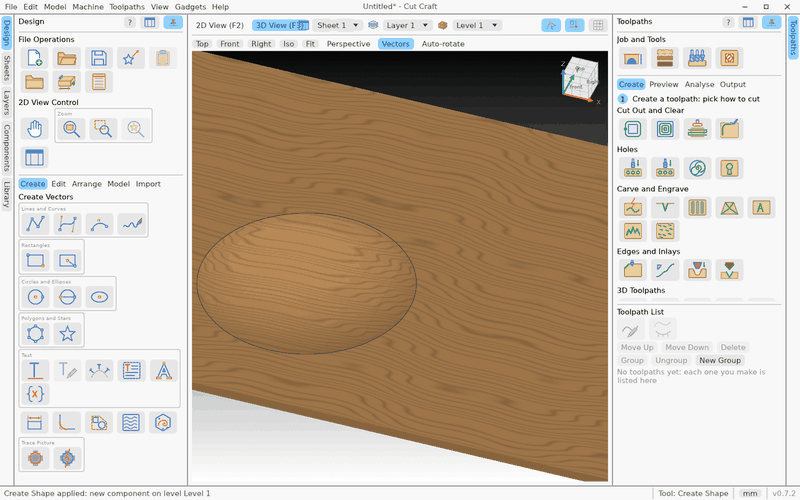 Untitled* - Cut Craft
File Edit Model Machine Toolpaths View Gadgets Help
Design
Sheets
Layers
Components
Library
Design
?
File Operations
2D View Control
Zoom
Create Edit Arrange Model Import
Create Vectors
Lines and Curves
Rectangles
Circles and Ellipses
Polygons and Stars
Text
Trace Picture
2D View (F2) 3D View (F3) Sheet 1 Layer 1 Level 1
Top Front Right Iso Fit Perspective Vectors Auto-rotate
Z
Front
X
Toolpaths
?
Toolpaths
Job and Tools
Create Preview Analyse Output
1 Create a toolpath: pick how to cut
Cut Out and Clear
Holes
Carve and Engrave
Edges and Inlays
3D Toolpaths
Toolpath List
Move Up Move Down Delete
Group Ungroup New Group
No toolpaths yet; each one you make is
listed here
Create Shape applied: new component on level Level 1
Tool: Create Shape mm v0.7.2